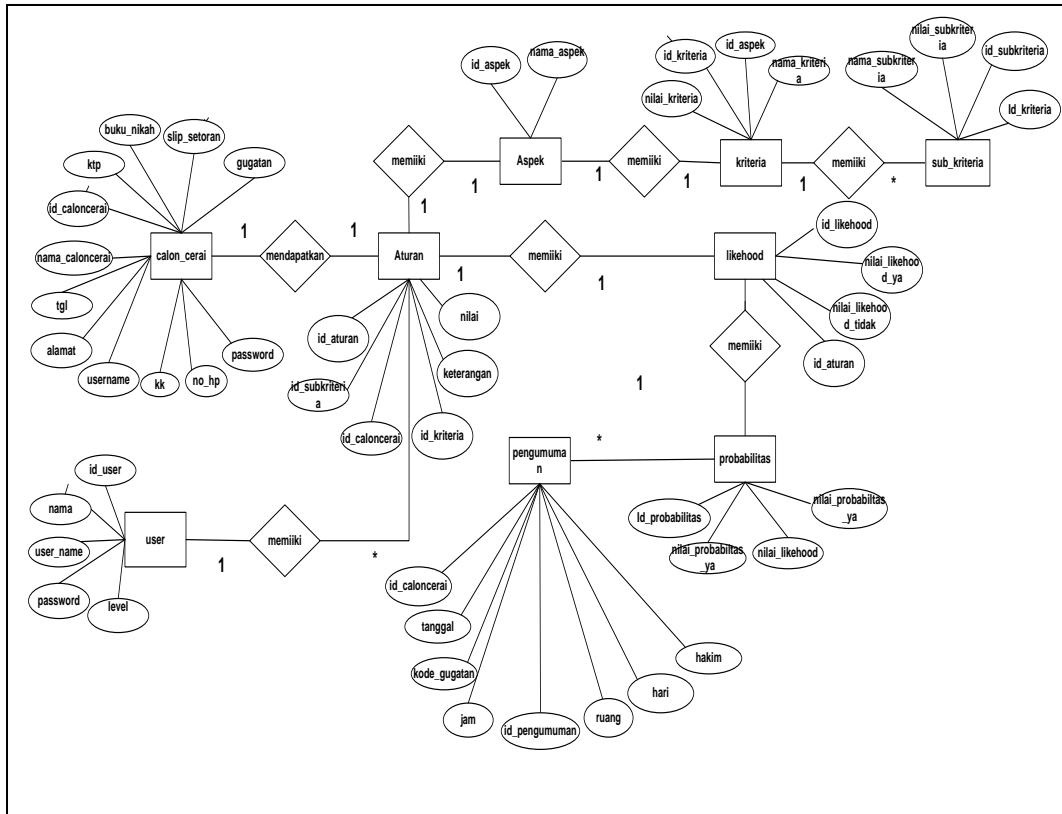 nama_aspek
id_aspek
id_kriteria
id_aspek
nama_kriteri
a
nilai_kriteria
nilai_subkriter
ia
nama_subkriter
ia
id_subkriteria
Id_kriteria
buku_nikah
slip_setoran
ktp
gugatan
id_caloncerai
memiiki
Aspek
memiiki
kriteria
memiiki
sub_kriteria
1
1
1
1
*
1
nama_caloncerai
calon_cerai
1
mendapatkan
1
Aturan
1
memiiki
1
likehood
id_likehood
nilai_likehoo
d_ya
nilai_likehoo
d_tidak
id_aturan
tgl
alamat
username
kk
no_hp
password
id_aturan
nilai
id_subkriteri
a
keterangan
id_caloncerai
id_kriteria
memiiki
1
pengumuma
n
*
probabilitas
Id_probabilitas
nilai_probabiltas
_ya
nilai_likehood
nilai_probabiltas
_ya
id_user
nama
user_name
password
level
user
1
memiiki
*
id_caloncerai
tanggal
kode_gugatan
jam
id_pengumuman
ruang
hari
hakim